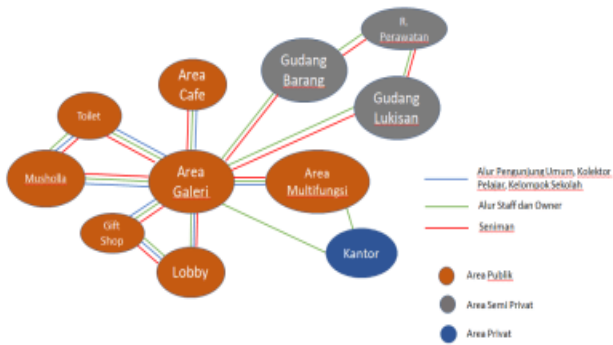 R.
Perawatan
Gudang
Barang
Area
Cafe
Gudang
Lukisan
Toilet
Musholla
Area
Galeri
Area
Multifungsi
Gift
Shop
Lobby
Kantor
Alur Pengunjung Umum, Kolektor
Pelajar, Kelompok Sekolah
Alur Staff dan Owner
Seniman
Area Publik
Area Semi Privat
Area Privat